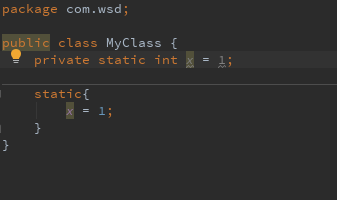 package com.wsd;
public class MyClass {
private static int x = 1;
static{
x = 1;
}
}